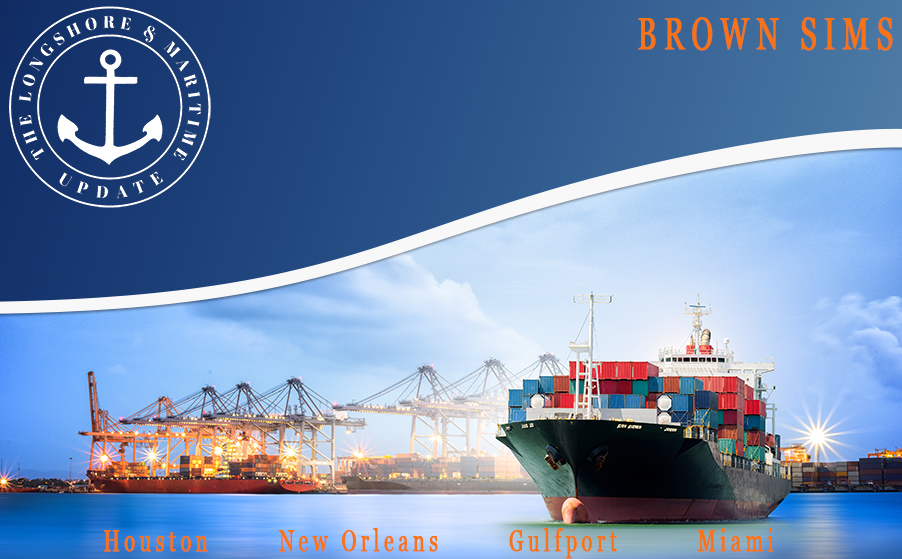 THE LONGSHORE & MARITIME
UPDATE
BROWN SIMS
Houston New Orleans Gulfport Miami